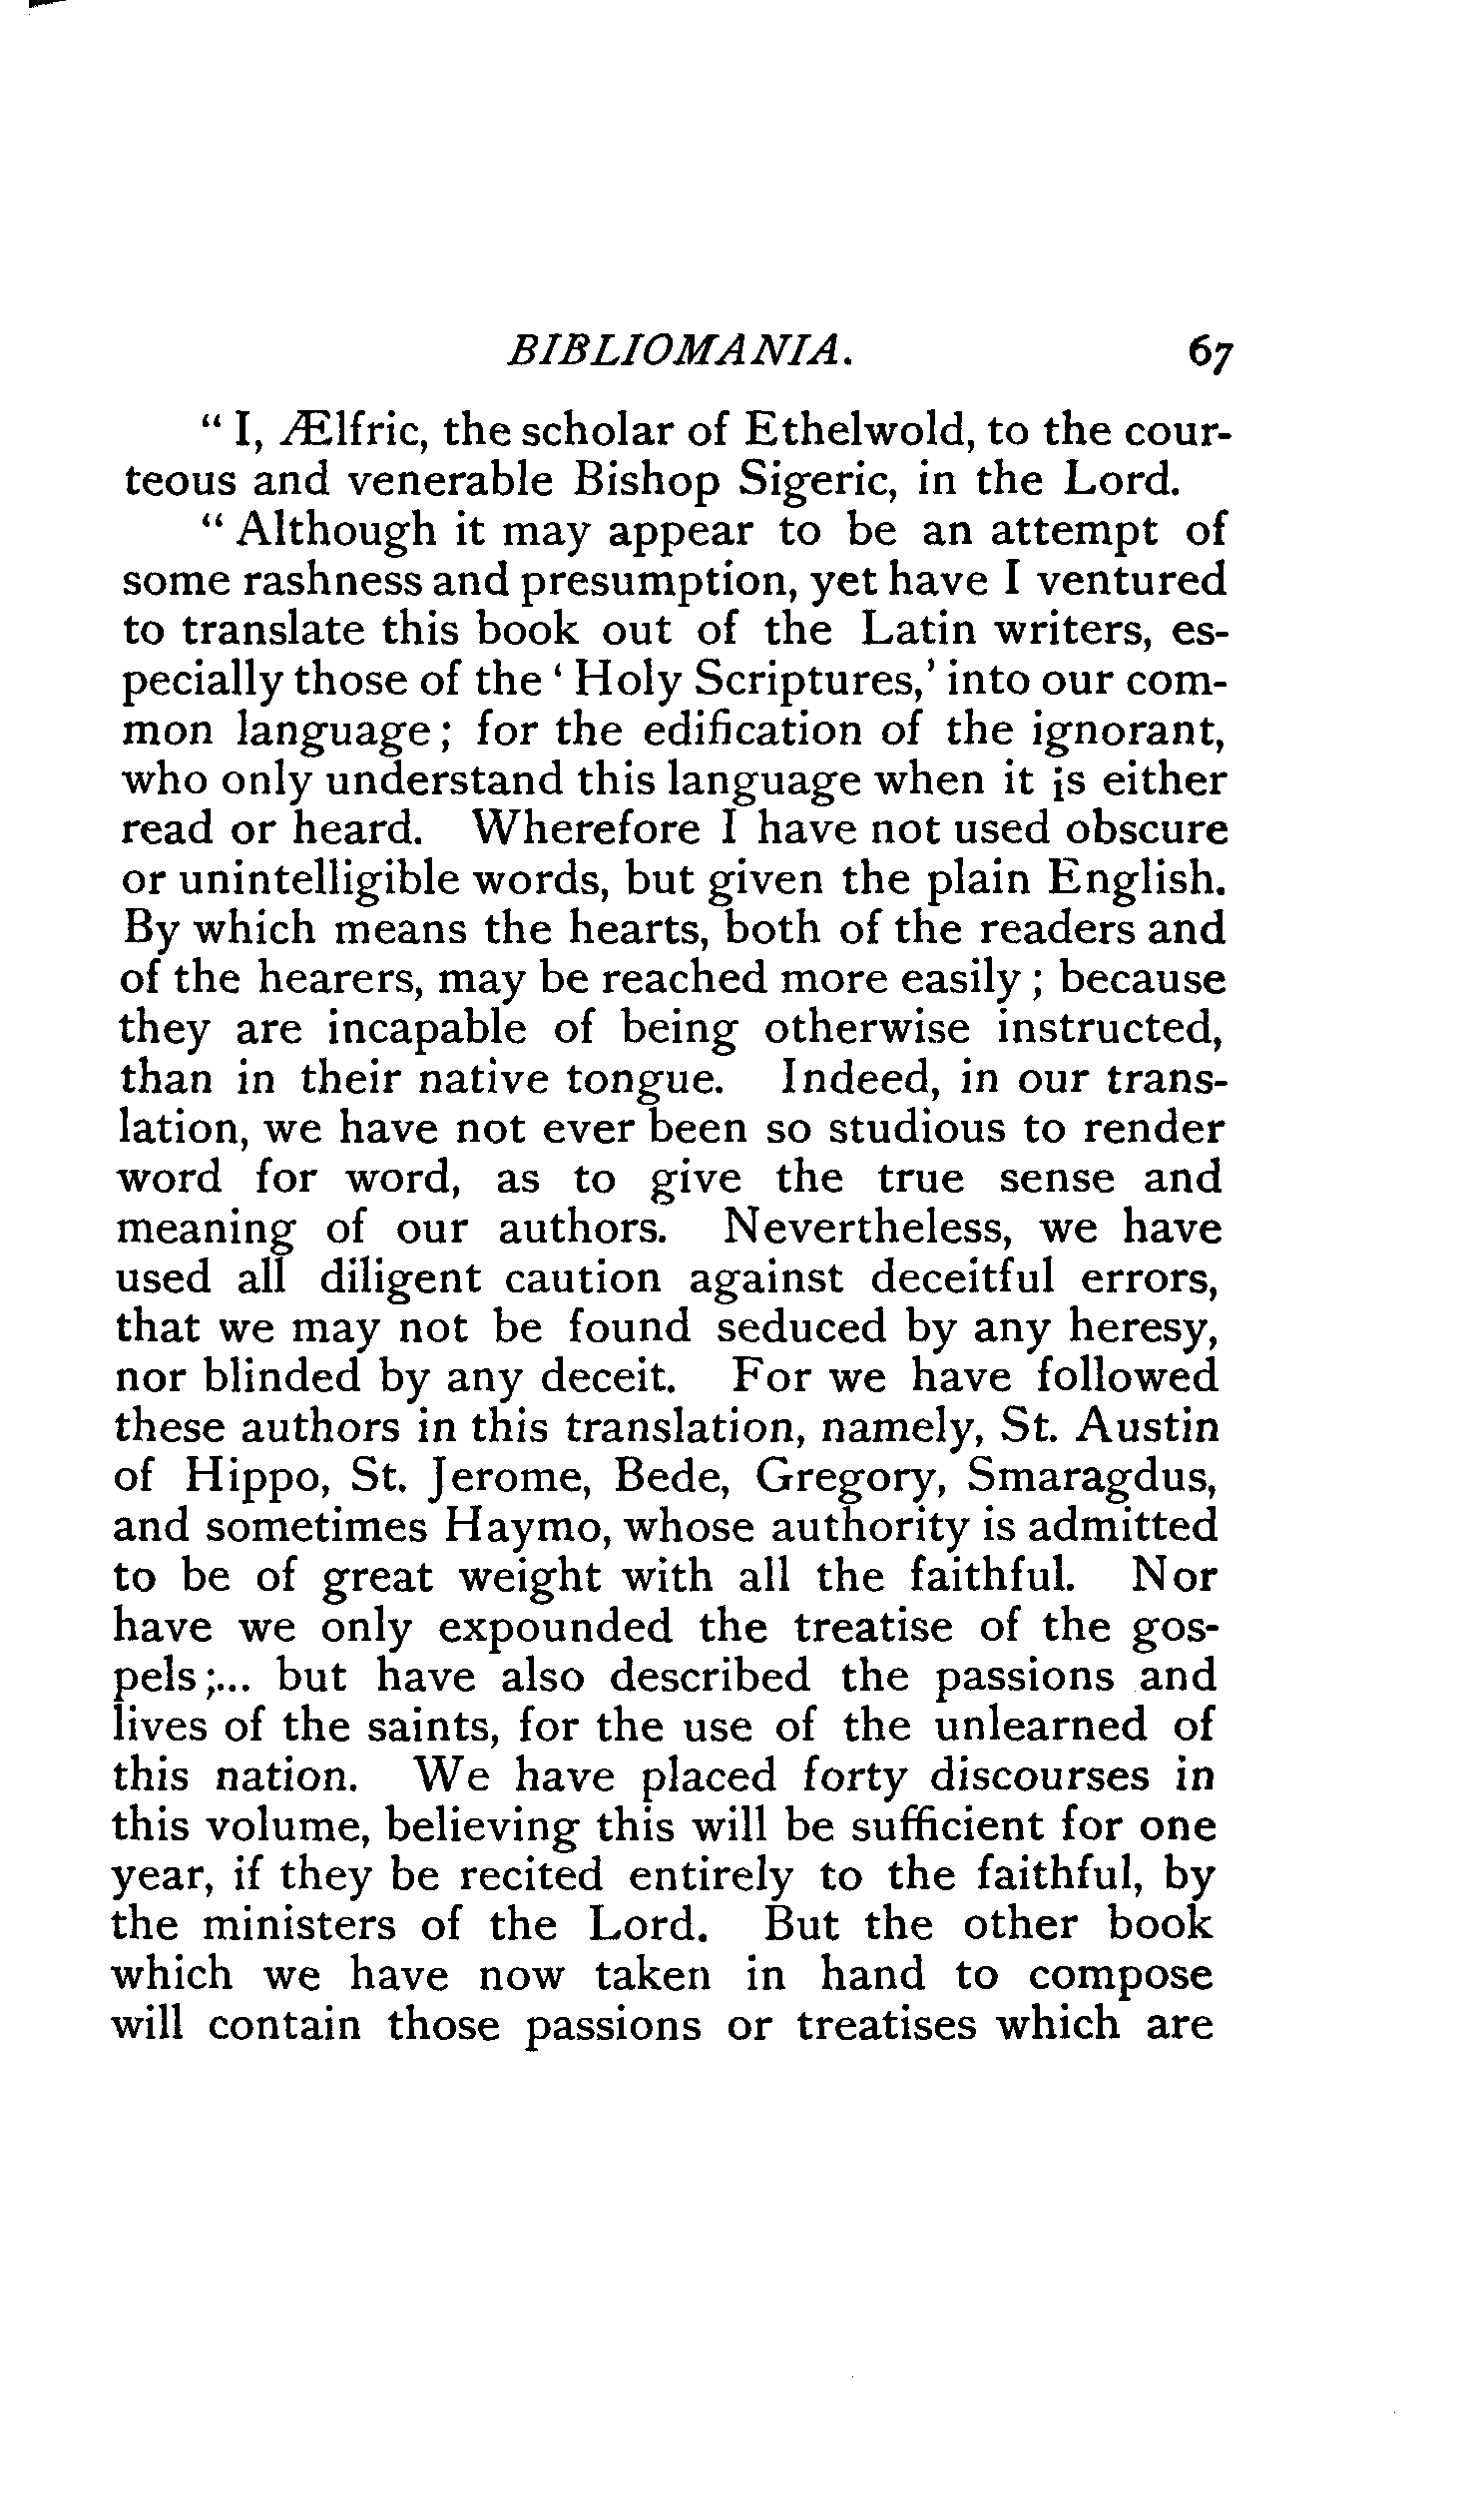 BIBLIOMANIA. 67
“ I, Ælfric, the scholar of Ethelwold, to the cour-
teous and venerable Bishop Sigeric, in the Lord.
“ Although it may appear to be an attempt of
some rashness and presumption, yet have I ventured
to translate this book out of the Latin writers, es-
pecially those of the ‘ Holy Scriptures,’ into our com-
mon language ; for the edification of the ignorant,
who only understand this language when it is either
read or heard. Wherefore I have not used obscure
or unintelligible words, but given the plain English.
By which means the hearts, both of the readers and
of the hearers, may be reached more easily ; because
they are incapable of being otherwise instructed,
than in their native tongue. Indeed, in our trans-
lation, we have not ever been so studious to render
word for word, as to give the true sense and
meaning of our authors. Nevertheless, we have
used all diligent caution against deceitful errors,
that we may not be found seduced by any heresy,
nor blinded by any deceit. For we have followed
these authors in this translation, namely, St. Austin
of Hippo, St. Jerome, Bede, Gregory, Smaragdus,
and sometimes Haymo, whose authority is admitted
to be of great weight with all the faithful. Nor
have we only expounded the treatise of the gos-
pels ;... but have also described the passions and
lives of the saints, for the use of the unlearned of
this nation. We have placed forty discourses in
this volume, believing this will be sufficient for one
year, if they be recited entirely to the faithful, by
the ministers of the Lord. But the other book
which we have now taken in hand to compose
will contain those passions or treatises which are